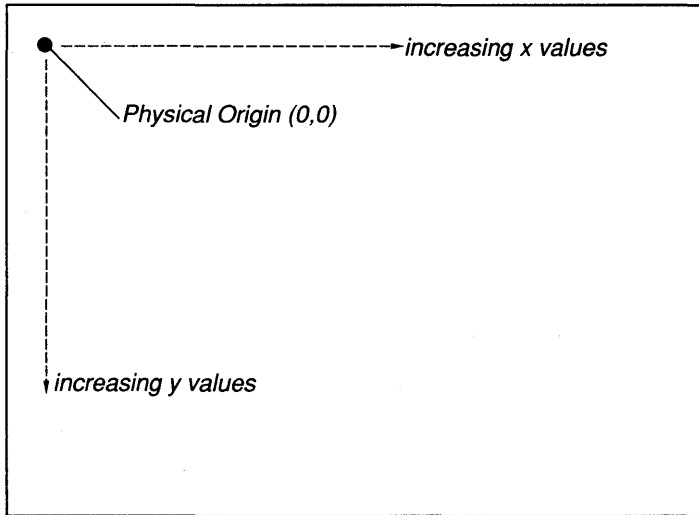 increasing x values
Physical Origin (0,0)
increasing y values